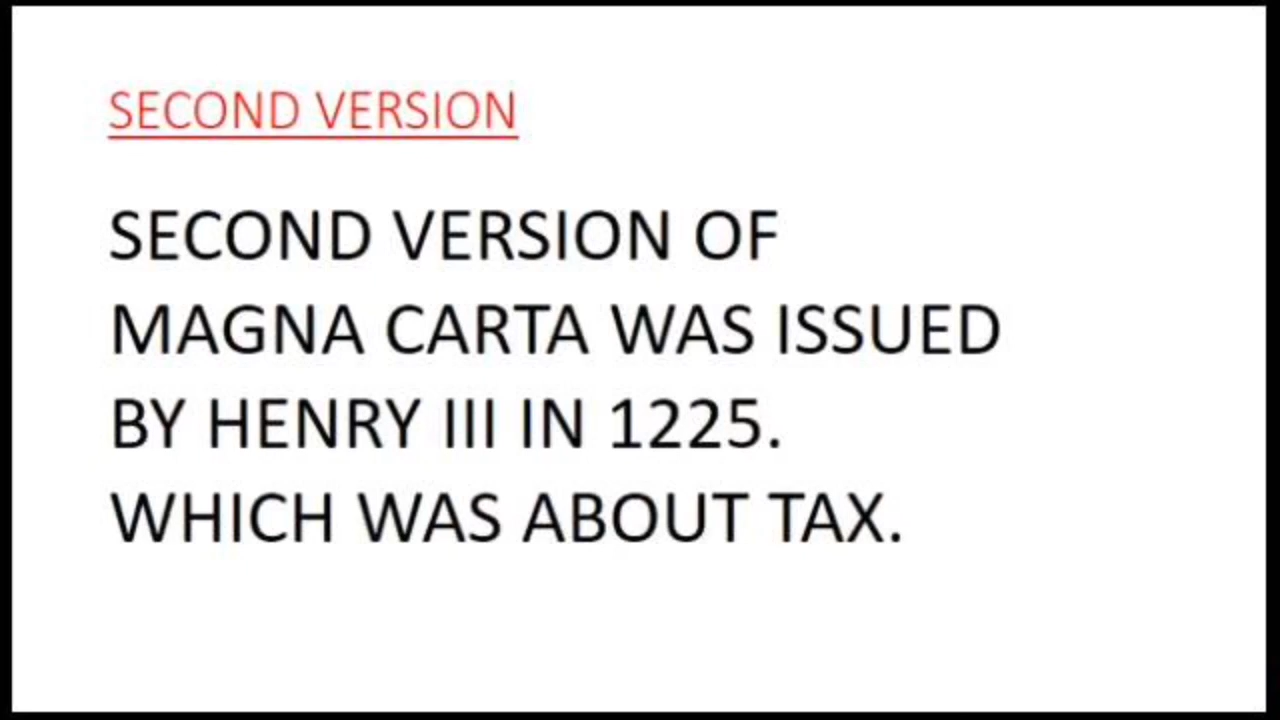 SECOND VERSION
SECOND VERSION OF
MAGNA CARTA WAS ISSUED
BY HENRY III IN 1225.
WHICH WAS ABOUT TAX.